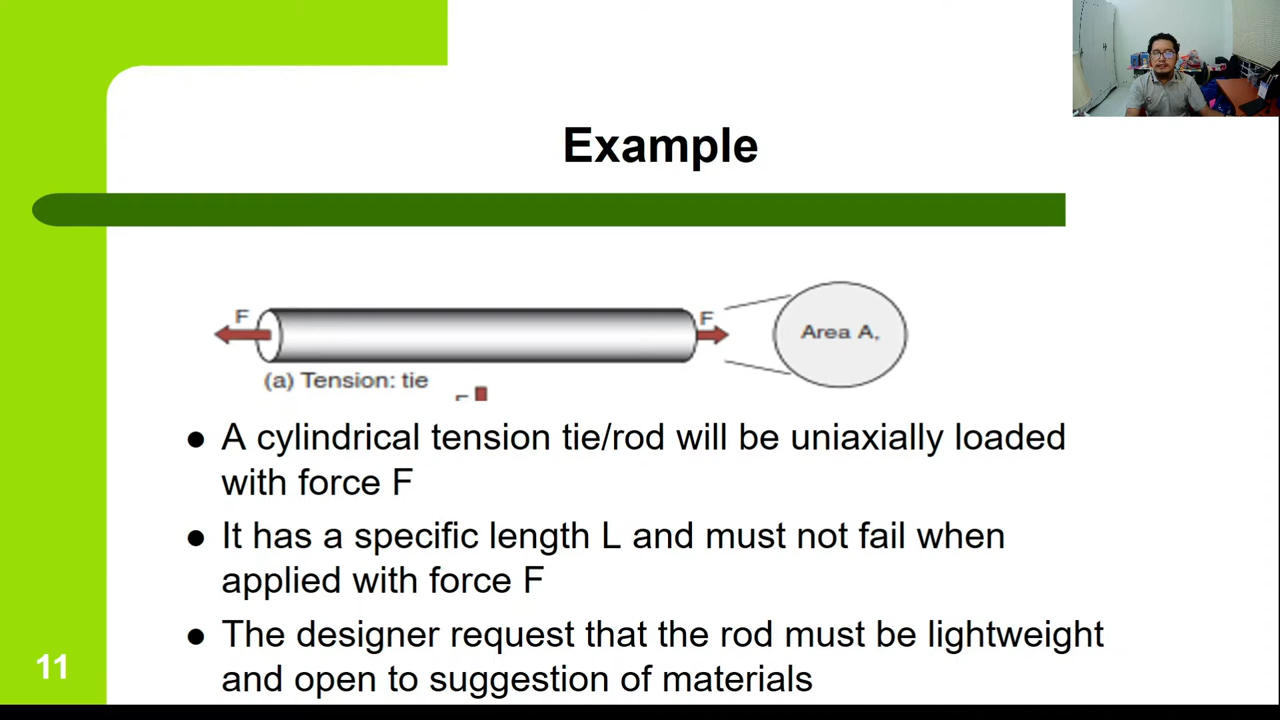 Example
F
F
Area A,
(a) Tension: tie
● A cylindrical tension tie/rod will be uniaxially loaded
with force F
● It has a specific length L and must not fail when
applied with force F
● The designer request that the rod must be lightweight
and open to suggestion of materials
11